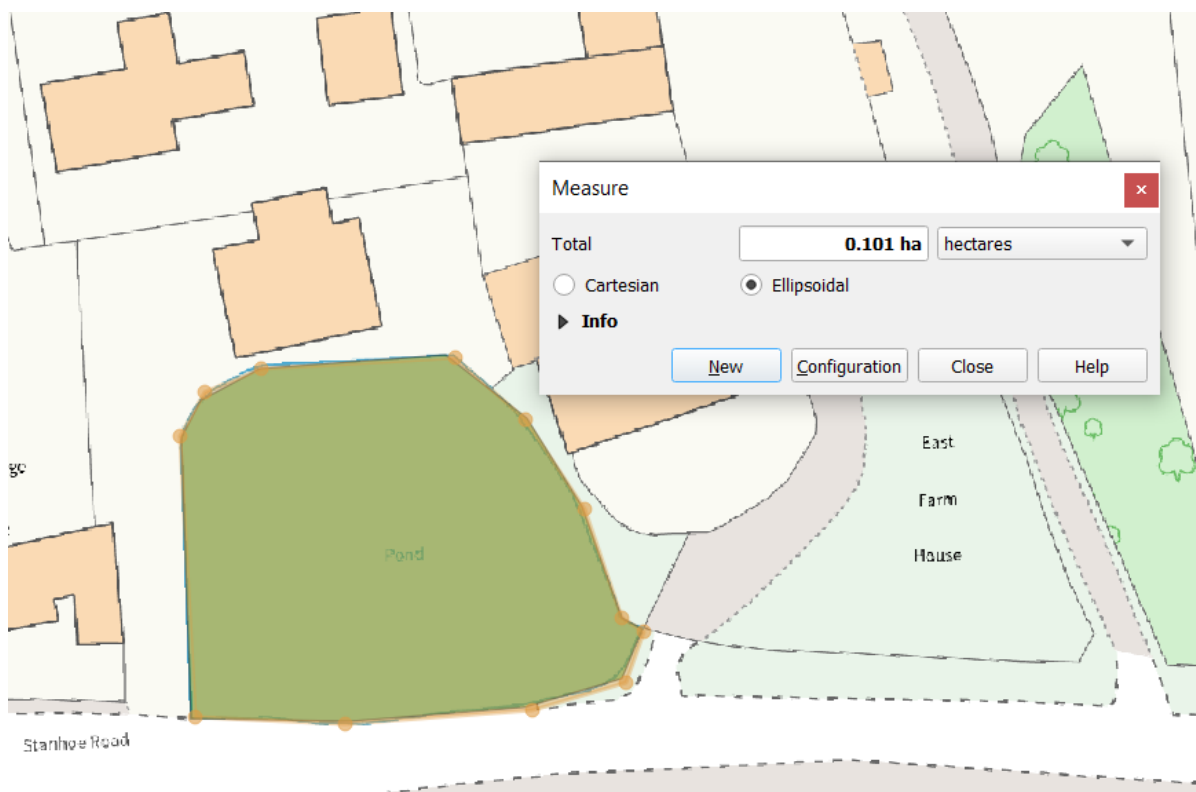 Measure
Total 0.101 ha hectares
Cartesian Ellipsoidal
Info
New Configuration Close Help
East
Farm
House
ge
Pond
Stanhoe Road